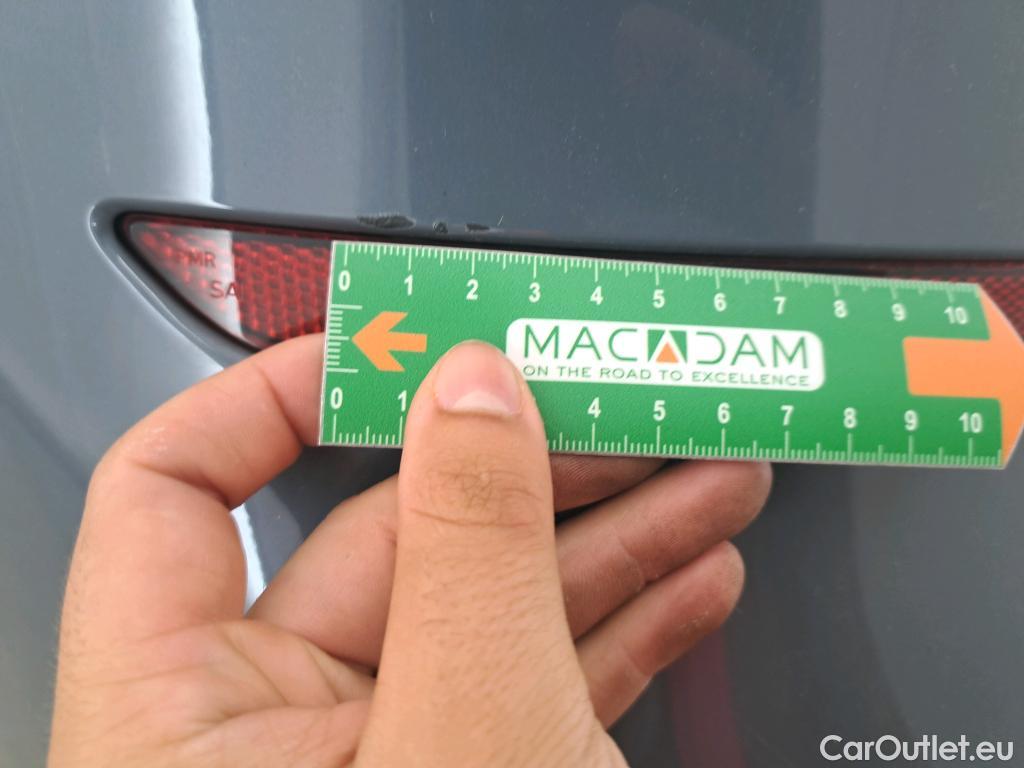 MR
SA
0 1 2 3 4 5 6 7 8 9 10
MACADAM
ON THE ROAD TO EXCELLENCE
0 1 4 5 6 7 8 9 10
CarOutlet.eu